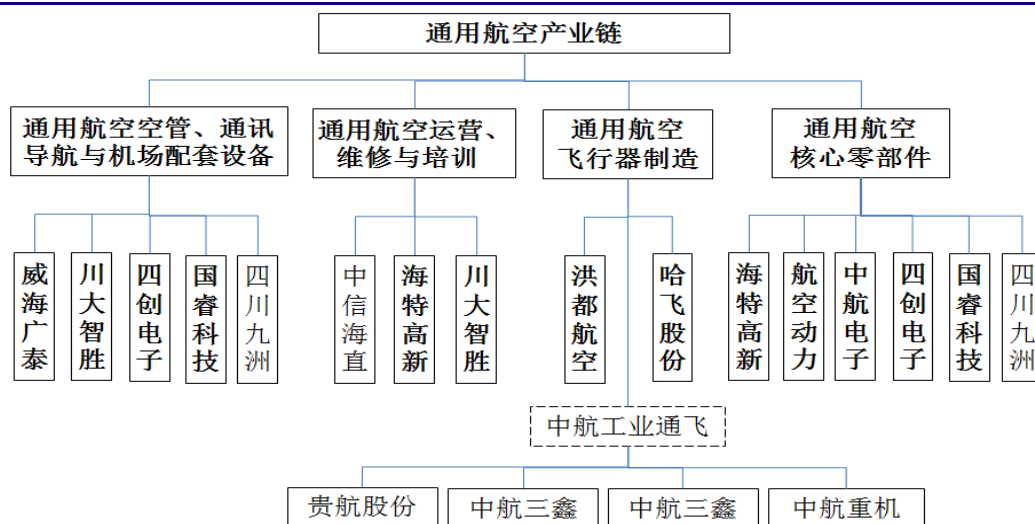 通用航空产业链
通用航空空管、通讯
导航与机场配套设备
通用航空运营、
维修与培训
通用航空
飞行器制造
通用航空
核心零部件
威海广泰
川大智胜
四创电子
国睿科技
四川九洲
中信海直
海特高新
川大智胜
洪都航空
哈飞股份
海特高新
航空动力
中航电子
四创电子
国睿科技
四川九洲
中航工业通飞
贵航股份
中航三鑫
中航三鑫
中航重机